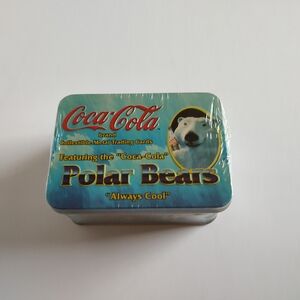 Coca-Cola
brand
Collectible Metal Trading Cards
Featuring the "Coca-Cola"
Polar Bears
"Always Cool"